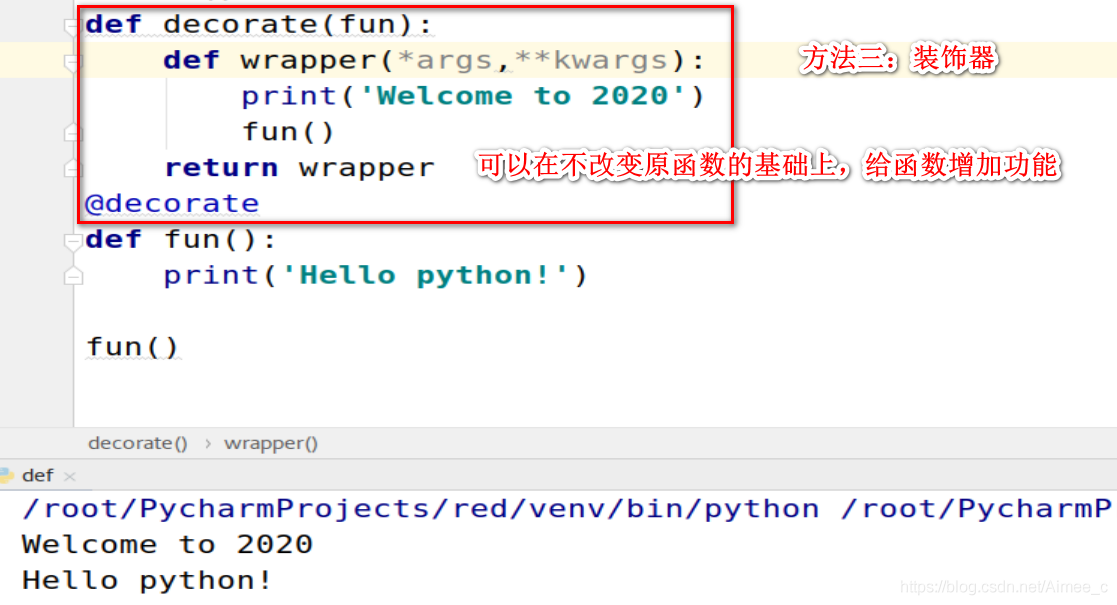 def decorate(fun):
    def wrapper(*args,**kwargs):
方法三：装饰器
        print('Welcome to 2020')
        fun()
    return wrapper
可以在不改变原函数的基础上，给函数增加功能
@decorate
def fun():
    print('Hello python!')
fun()
decorate() › wrapper()
def ×
/root/PycharmProjects/red/venv/bin/python /root/PycharmP
Welcome to 2020
Hello python!
https://blog.csdn.net/Aimee_c